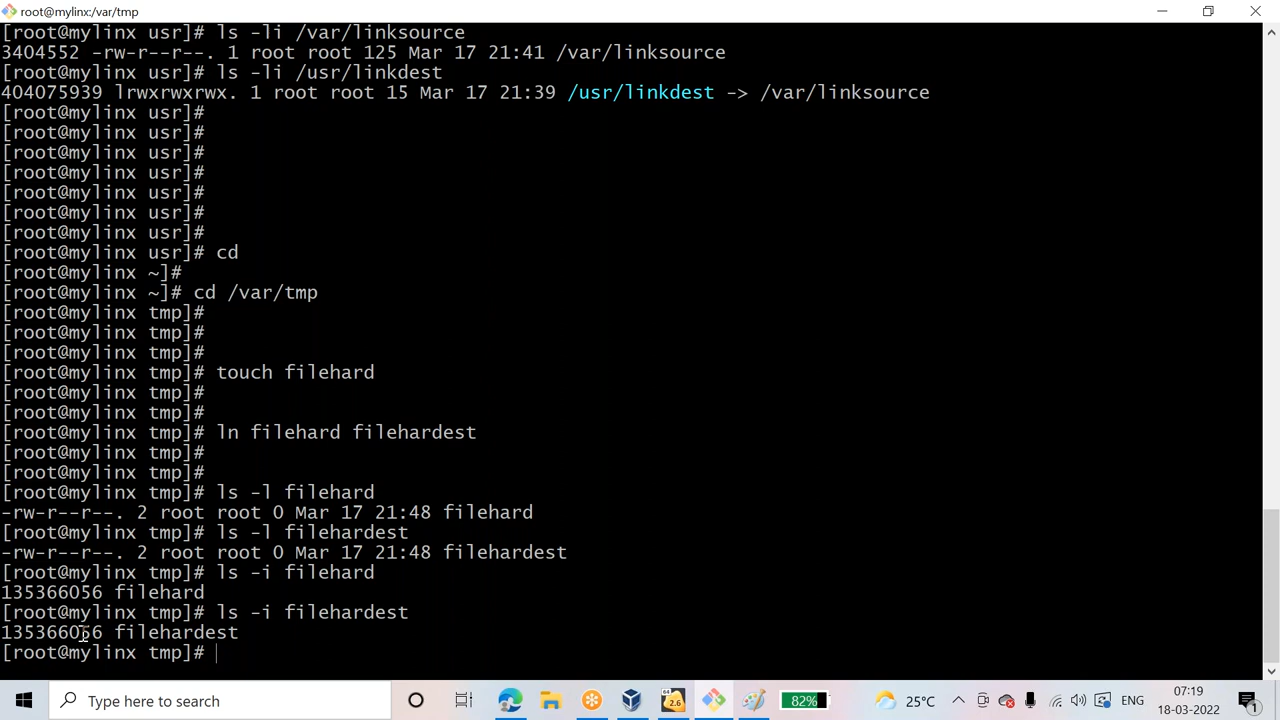 root@mylinx:/var/tmp
[root@mylinx usr]# ls -li /var/linksource
3404552 -rw-r--r--. 1 root root 125 Mar 17 21:41 /var/linksource
[root@mylinx usr]# ls -li /usr/linkdest
404075939 lrwxrwxrwx. 1 root root 15 Mar 17 21:39 /usr/linkdest -> /var/linksource
[root@mylinx usr]#
[root@mylinx usr]#
[root@mylinx usr]#
[root@mylinx usr]#
[root@mylinx usr]#
[root@mylinx usr]#
[root@mylinx usr]#
[root@mylinx usr]# cd
[root@mylinx ~]#
[root@mylinx ~]# cd /var/tmp
[root@mylinx tmp]#
[root@mylinx tmp]#
[root@mylinx tmp]#
[root@mylinx tmp]# touch filehard
[root@mylinx tmp]#
[root@mylinx tmp]#
[root@mylinx tmp]# ln filehard filehardest
[root@mylinx tmp]#
[root@mylinx tmp]#
[root@mylinx tmp]# ls -l filehard
-rw-r--r--. 2 root root 0 Mar 17 21:48 filehard
[root@mylinx tmp]# ls -l filehardest
-rw-r--r--. 2 root root 0 Mar 17 21:48 filehardest
[root@mylinx tmp]# ls -i filehard
135366056 filehard
[root@mylinx tmp]# ls -i filehardest
135366056 filehardest
[root@mylinx tmp]#
Type here to search
64
2.6
82%
25°C
ENG
07:19
18-03-2022
1